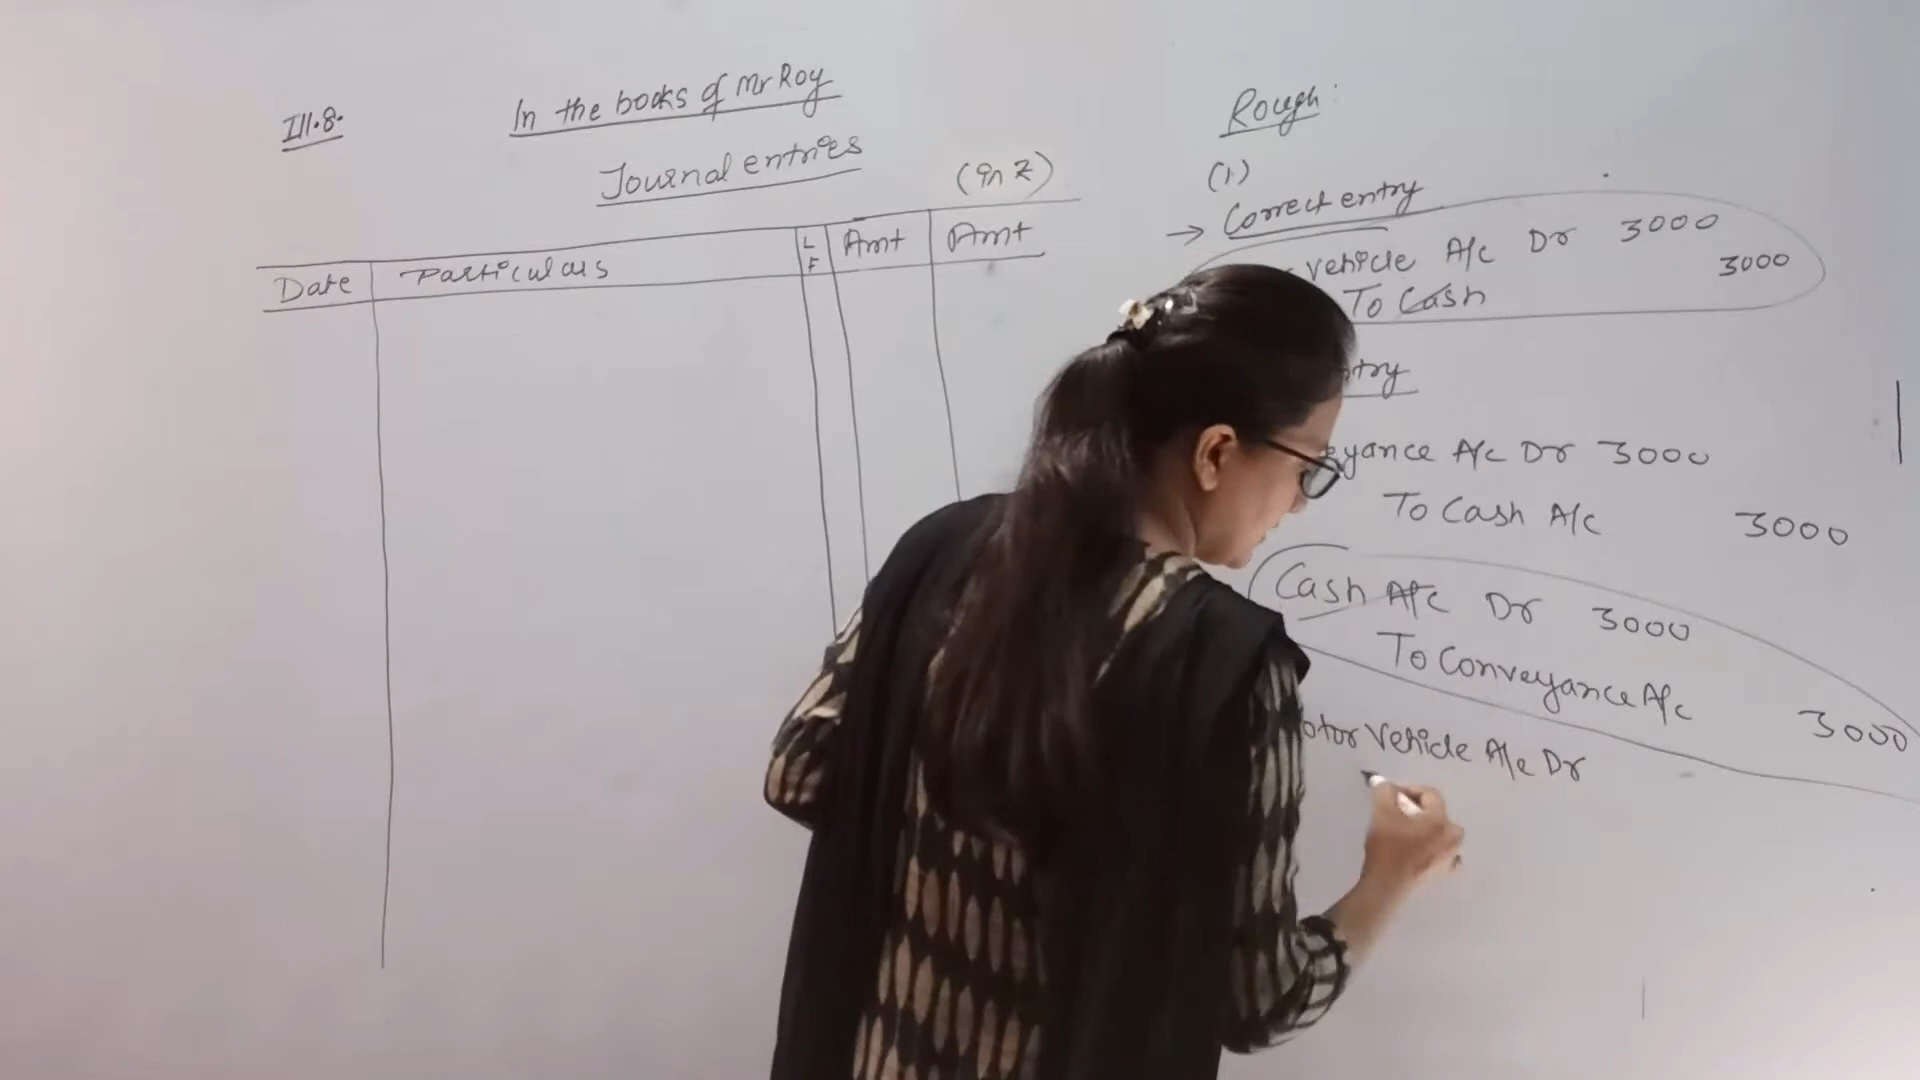 Ill.8.
In the books of Mr Roy
Journal entries
(in ₹)
Date Particulars L F Amt Amt
Rough:
(1)
→ Correct entry
vehicle A/c Dr 3000
To Cash 3000
try
eyance A/c Dr 3000
To Cash A/c 3000
Cash A/c Dr 3000
To Conveyance A/c 3000
otor Vehicle A/c Dr